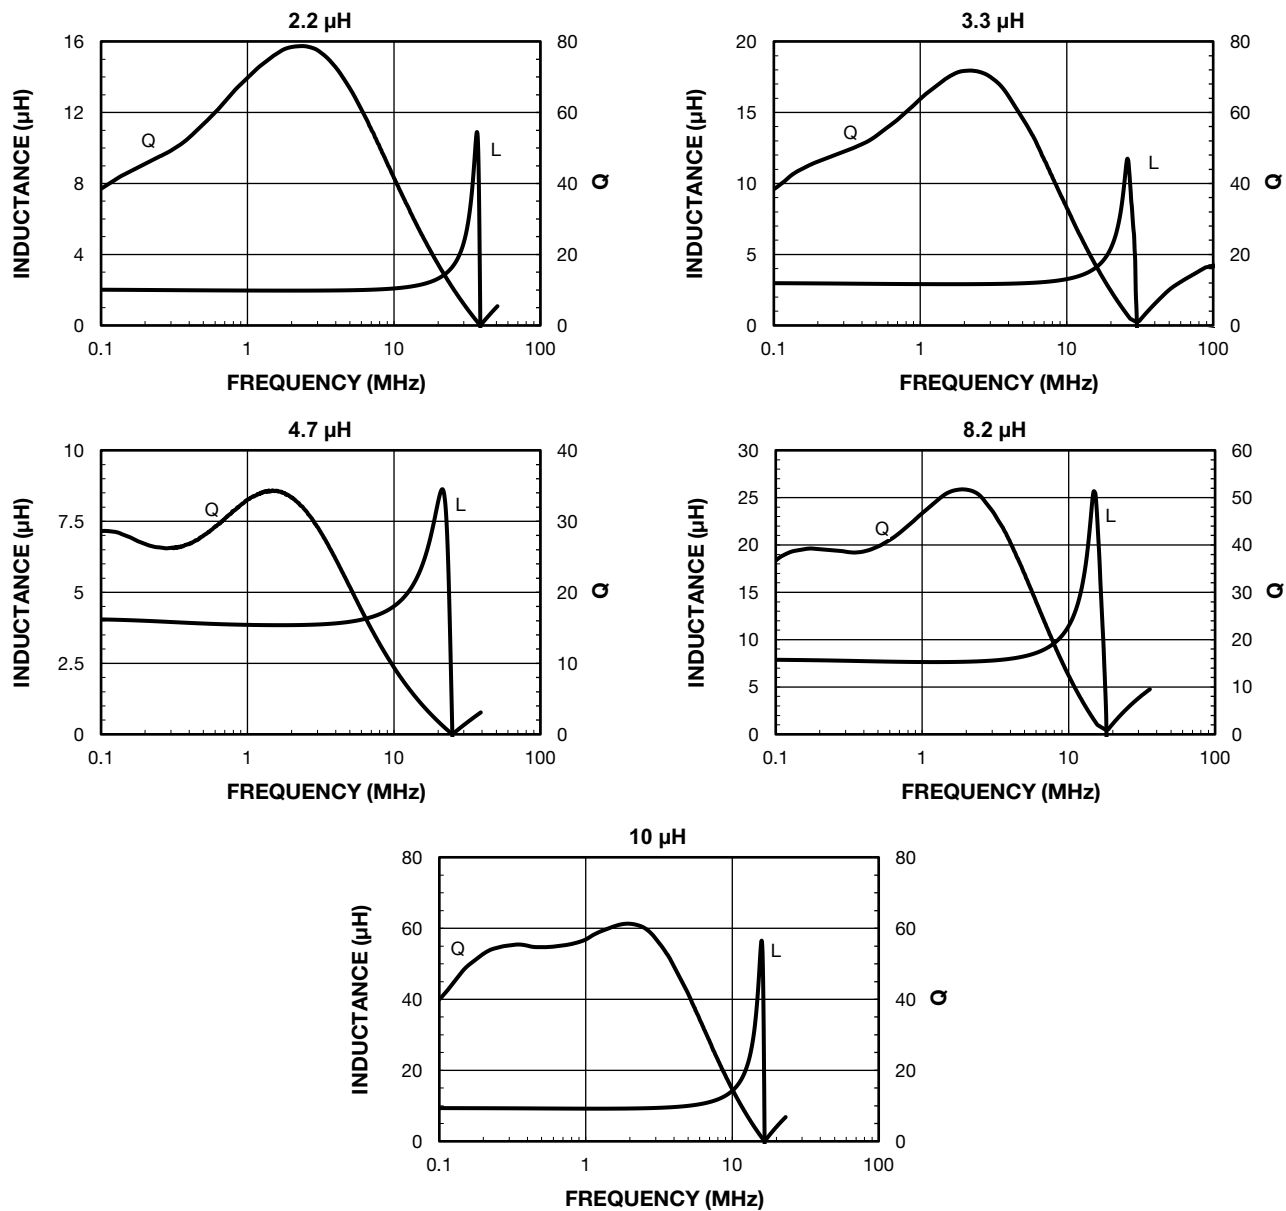 2.2 µH
16
12
8
4
0
80
60
40
20
0
INDUCTANCE (µH)
Q
Q
L
0.1 1 10 100
FREQUENCY (MHz)
3.3 µH
20
15
10
5
0
80
60
40
20
0
INDUCTANCE (µH)
Q
Q
L
0.1 1 10 100
FREQUENCY (MHz)
4.7 µH
10
7.5
5
2.5
0
40
30
20
10
0
INDUCTANCE (µH)
Q
Q
L
0.1 1 10 100
FREQUENCY (MHz)
8.2 µH
30
25
20
15
10
5
0
60
50
40
30
20
10
0
INDUCTANCE (µH)
Q
Q
L
0.1 1 10 100
FREQUENCY (MHz)
10 µH
80
60
40
20
0
80
60
40
20
0
INDUCTANCE (µH)
Q
Q
L
0.1 1 10 100
FREQUENCY (MHz)